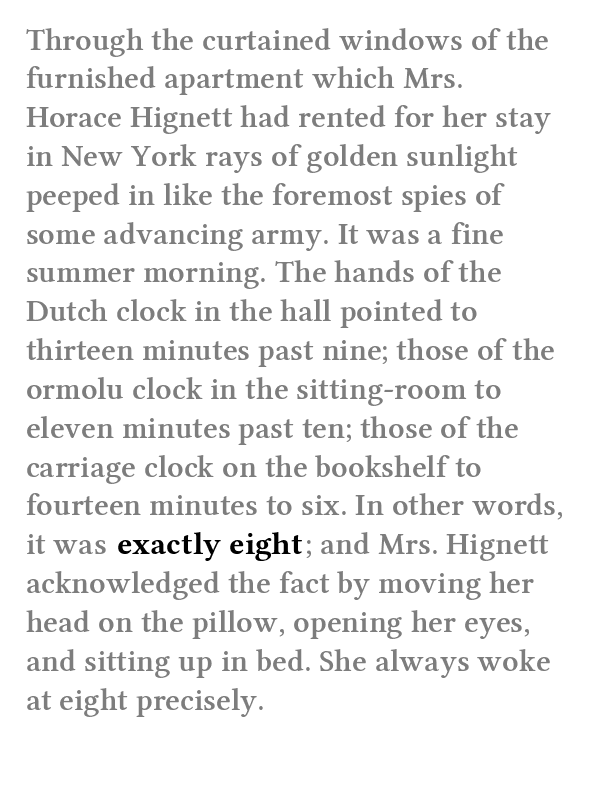 Through the curtained windows of the
furnished apartment which Mrs.
Horace Hignett had rented for her stay
in New York rays of golden sunlight
peeped in like the foremost spies of
some advancing army. It was a fine
summer morning. The hands of the
Dutch clock in the hall pointed to
thirteen minutes past nine; those of the
ormolu clock in the sitting-room to
eleven minutes past ten; those of the
carriage clock on the bookshelf to
fourteen minutes to six. In other words,
it was exactly eight; and Mrs. Hignett
acknowledged the fact by moving her
head on the pillow, opening her eyes,
and sitting up in bed. She always woke
at eight precisely.